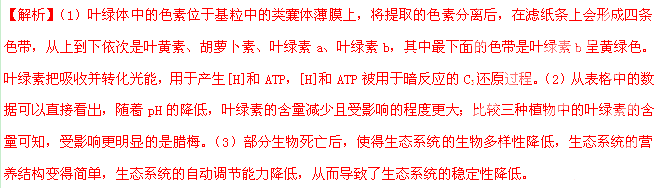 【解析】（1）叶绿体中的色素位于基粒中的类囊体薄膜上，将提取的色素分离后，在滤纸条上会形成四条
色带，从上到下依次是叶黄素、胡萝卜素、叶绿素 a、叶绿素 b，其中最下面的色带是叶绿素 b 呈黄绿色。
叶绿素把吸收并转化光能，用于产生[H]和 ATP，[H]和 ATP 被用于暗反应的 C₃还原过程。（2）从表格中的数
据可以直接看出，随着 pH 的降低，叶绿素的含量减少且受影响的程度更大；比较三种植物中的叶绿素的含
量可知，受影响更明显的是腊梅。（3）部分生物死亡后，使得生态系统的生物多样性降低，生态系统的营
养结构变得简单，生态系统的自动调节能力降低，从而导致了生态系统的稳定性降低。